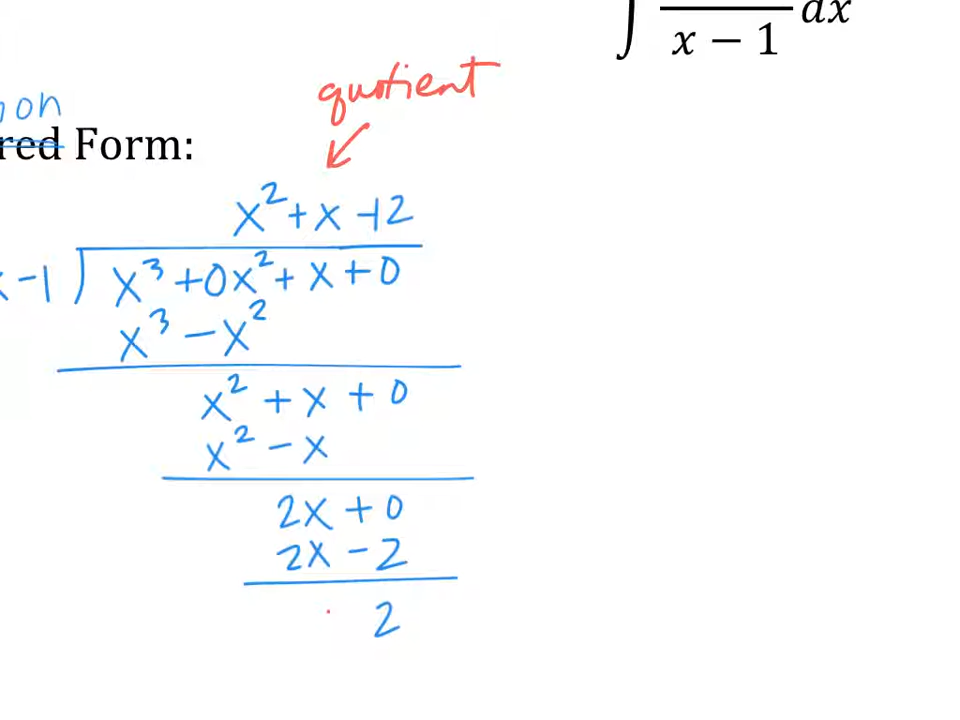 ∫ dx
x − 1
quotient
on
red Form:
x² + x + 2
x − 1 ) x³ + 0x² + x + 0
x³ − x²
x² + x + 0
x² − x
2x + 0
2x − 2
2